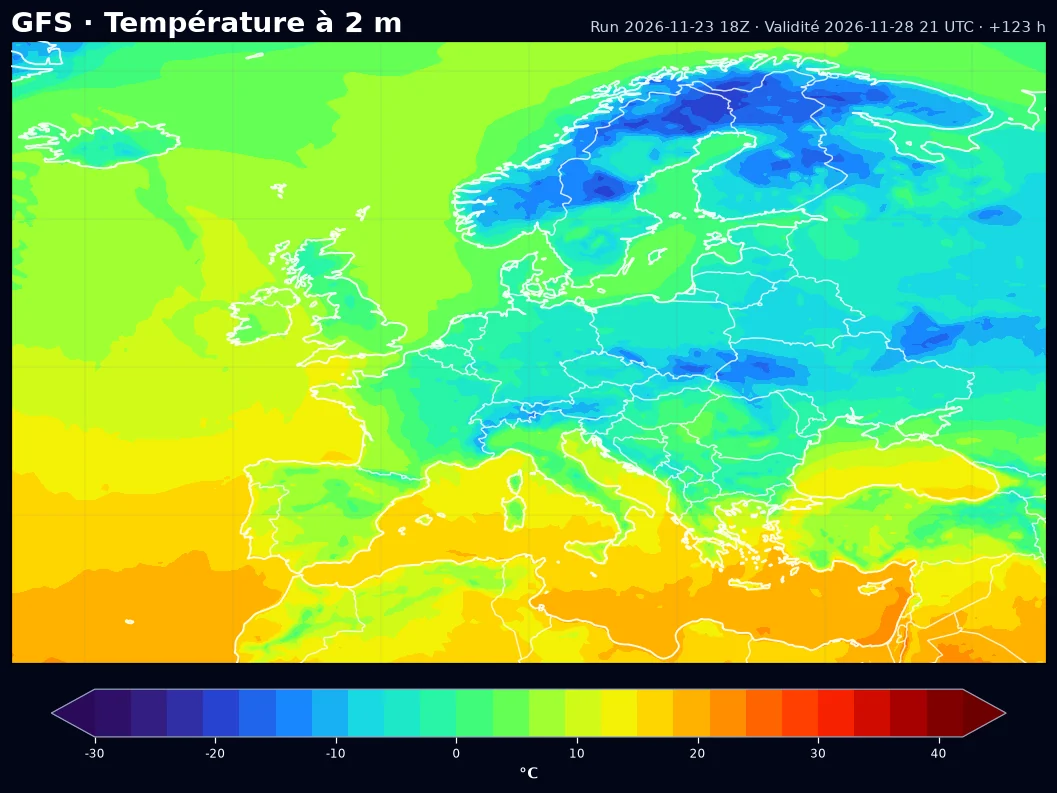 GFS · Température à 2 m
Run 2026-11-23 18Z · Validité 2026-11-28 21 UTC · +123 h
-30 -20 -10 0 10 20 30 40
°C